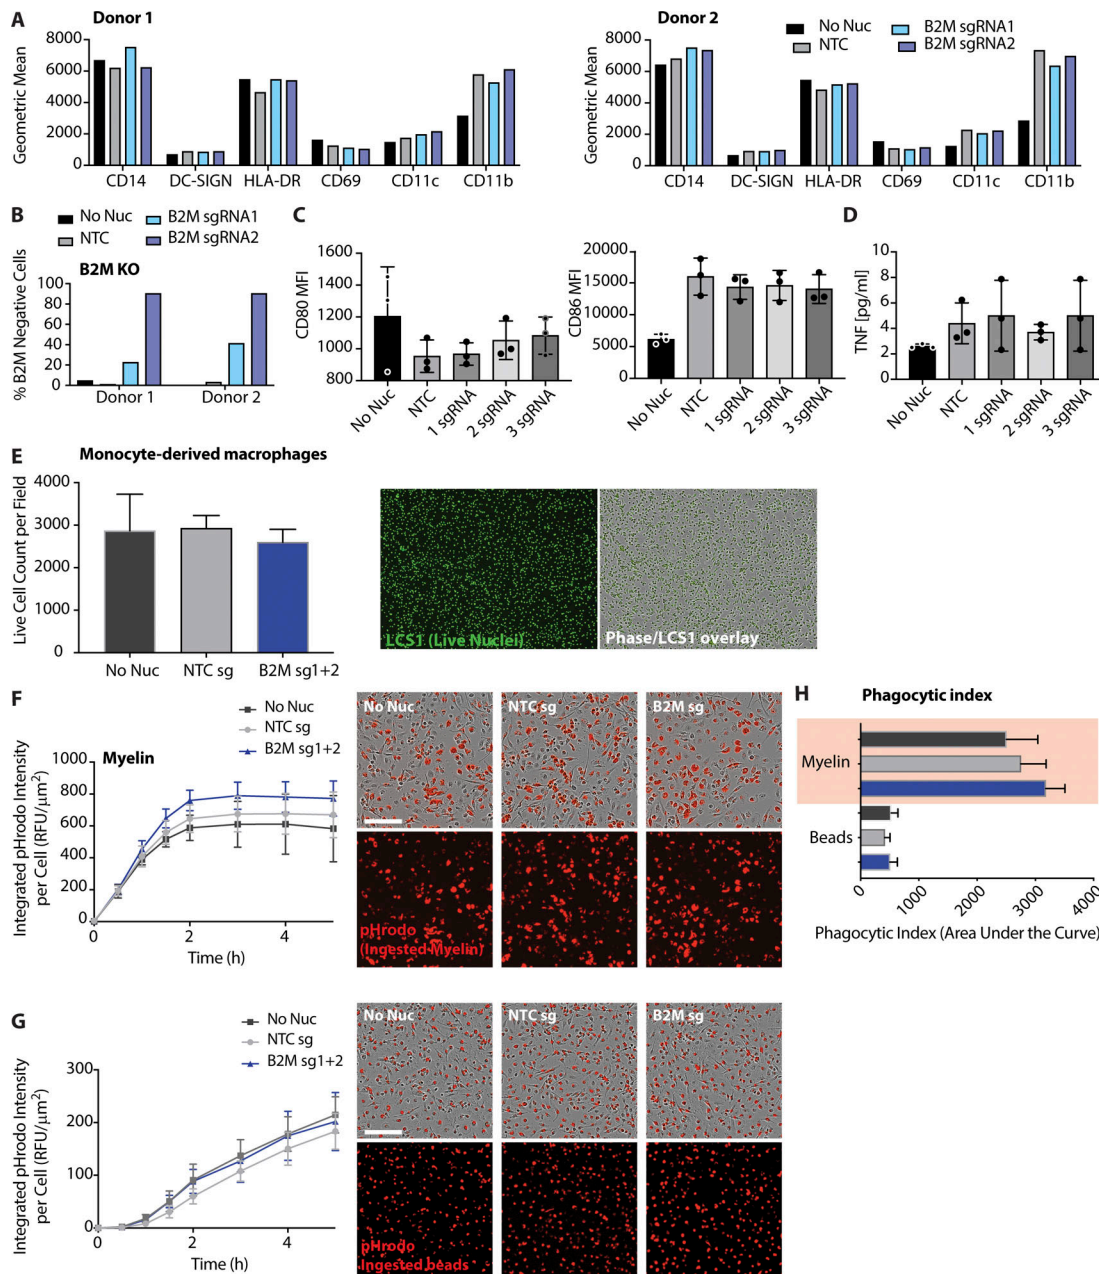 A
Donor 1
Geometric Mean
8000
6000
4000
2000
0
CD14
DC-SIGN
HLA-DR
CD69
CD11c
CD11b
Donor 2
No Nuc
NTC
B2M sgRNA1
B2M sgRNA2
Geometric Mean
8000
6000
4000
2000
0
CD14
DC-SIGN
HLA-DR
CD69
CD11c
CD11b
B
No Nuc
NTC
B2M sgRNA1
B2M sgRNA2
B2M KO
% B2M Negative Cells
100
80
60
40
20
0
Donor 1
Donor 2
C
CD80 MFI
1600
1400
1200
1000
800
No Nuc
NTC
1 sgRNA
2 sgRNA
3 sgRNA
CD86 MFI
20000
15000
10000
5000
0
No Nuc
NTC
1 sgRNA
2 sgRNA
3 sgRNA
D
TNF [pg/ml]
10
8
6
4
2
0
No Nuc
NTC
1 sgRNA
2 sgRNA
3 sgRNA
E
Monocyte-derived macrophages
Live Cell Count per Field
4000
3000
2000
1000
0
No Nuc
NTC sg
B2M sg1+2
LCS1 (Live Nuclei)
Phase/LCS1 overlay
F
No Nuc
NTC sg
B2M sg1+2
Myelin
Integrated pHrodo Intensity
per Cell (RFU/µm²)
1000
800
600
400
200
0
0
2
4
Time (h)
No Nuc
NTC sg
B2M sg
pHrodo
(Ingested Myelin)
H
Phagocytic index
Myelin
Beads
0
1000
2000
3000
4000
Phagocytic Index (Area Under the Curve)
G
No Nuc
NTC sg
B2M sg1+2
Integrated pHrodo Intensity
per Cell (RFU/µm²)
300
200
100
0
0
2
4
Time (h)
No Nuc
NTC sg
B2M sg
pHrodo
Ingested beads